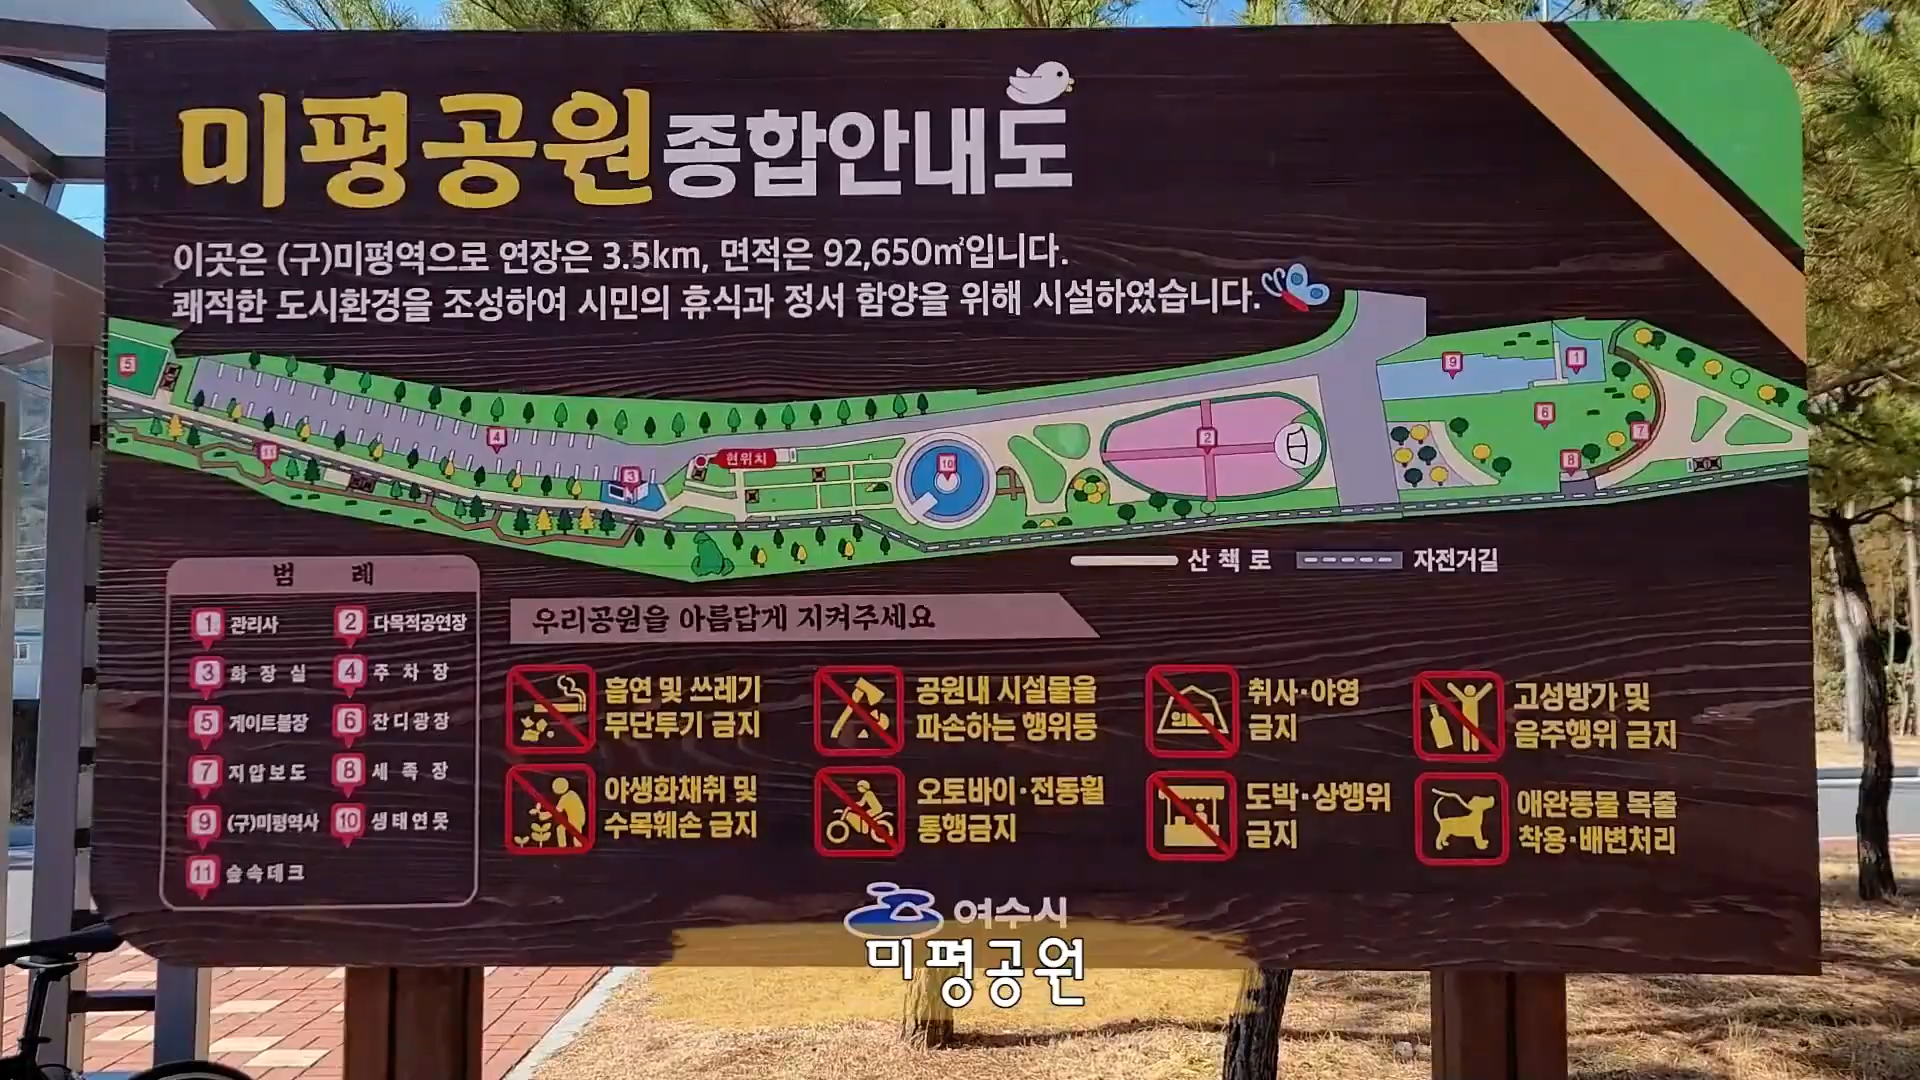 미평공원 종합안내도
이곳은 (구)미평역으로 연장은 3.5km, 면적은 92,650㎡입니다.
쾌적한 도시환경을 조성하여 시민의 휴식과 정서 함양을 위해 시설하였습니다.
5
11
4
3
현위치
10
2
9
1
6
7
8
산 책 로
자전거길
범 례
1 관리사
2 다목적공연장
3 화 장 실
4 주 차 장
5 게이트볼장
6 잔디광장
7 지압보도
8 세 족 장
9 (구)미평역사
10 생태연못
11 숲속데크
우리공원을 아름답게 지켜주세요
흡연 및 쓰레기
무단투기 금지
공원내 시설물을
파손하는 행위등
취사·야영
금지
고성방가 및
음주행위 금지
야생화채취 및
수목훼손 금지
오토바이·전동휠
통행금지
도박·상행위
금지
애완동물 목줄
착용·배변처리
여수시
미평공원